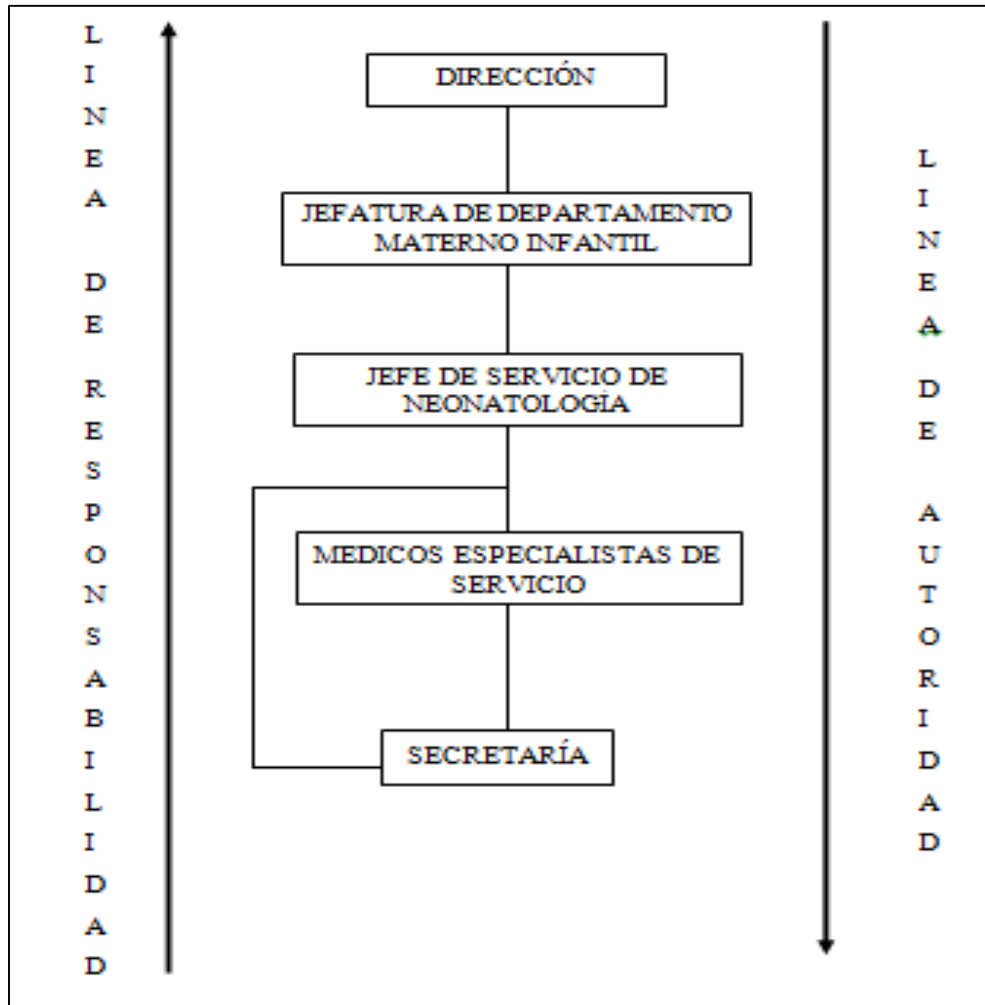 LINEA DE RESPONSABILIDAD
DIRECCIÓN
JEFATURA DE DEPARTAMENTO
MATERNO INFANTIL
JEFE DE SERVICIO DE
NEONATOLOGÍA
MEDICOS ESPECIALISTAS DE
SERVICIO
SECRETARÍA
LINEA DE AUTORIDAD